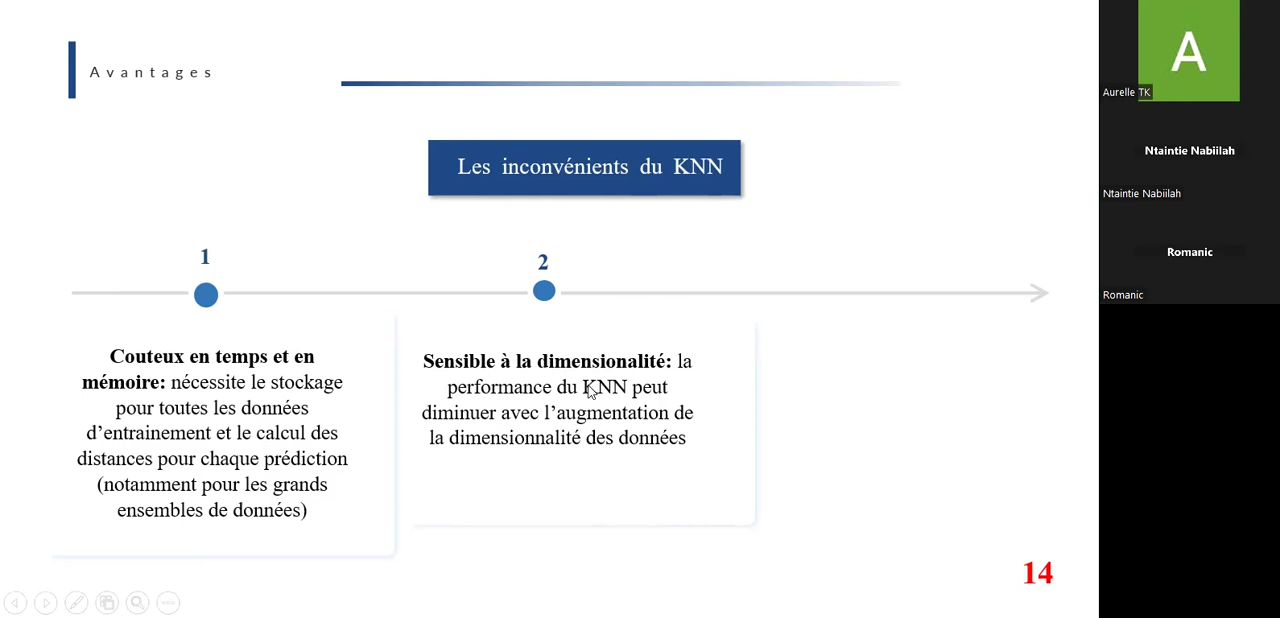 Avantages
Les inconvénients du KNN
1
2
Couteux en temps et en
mémoire: nécessite le stockage
pour toutes les données
d’entrainement et le calcul des
distances pour chaque prédiction
(notamment pour les grands
ensembles de données)
Sensible à la dimensionalité: la
performance du KNN peut
diminuer avec l’augmentation de
la dimensionnalité des données
14
A
Aurelle TK
Ntaintie Nabiilah
Ntaintie Nabiilah
Romanic
Romanic